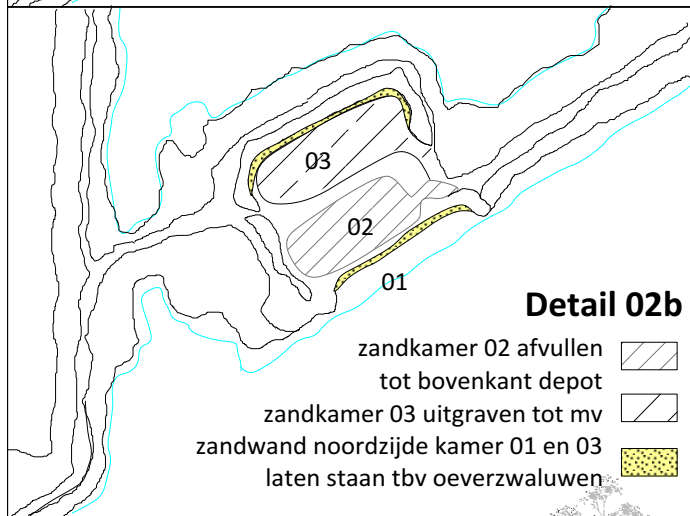 03
02
01
Detail 02b
zandkamer 02 afvullen
tot bovenkant depot
zandkamer 03 uitgraven tot mv
zandwand noordzijde kamer 01 en 03
laten staan tbv oeverzwaluwen